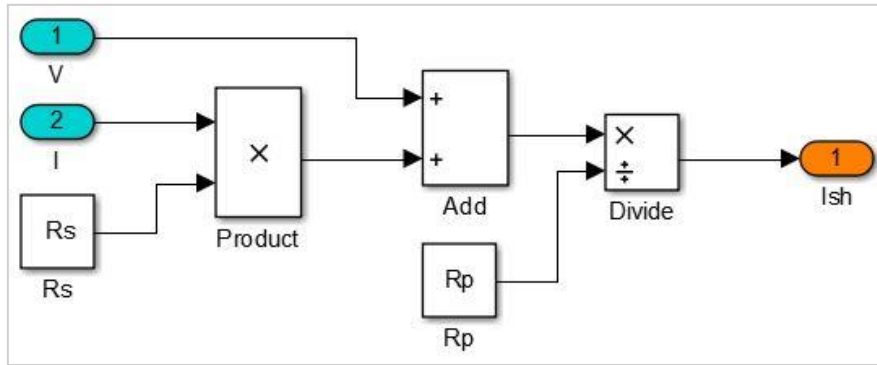 1
V
2
I
Rs
Rs
×
Product
+
+
Add
Rp
Rp
×
÷
Divide
1
Ish